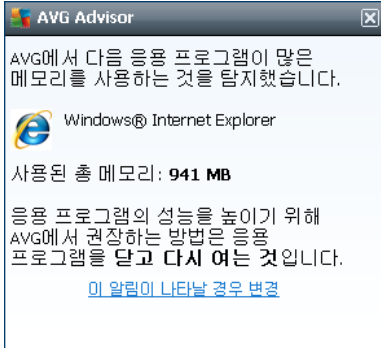 AVG Advisor
AVG에서 다음 응용 프로그램이 많은
메모리를 사용하는 것을 탐지했습니다.
Windows® Internet Explorer
사용된 총 메모리: 941 MB
응용 프로그램의 성능을 높이기 위해
AVG에서 권장하는 방법은 응용
프로그램을 닫고 다시 여는 것입니다.
이 알림이 나타날 경우 변경